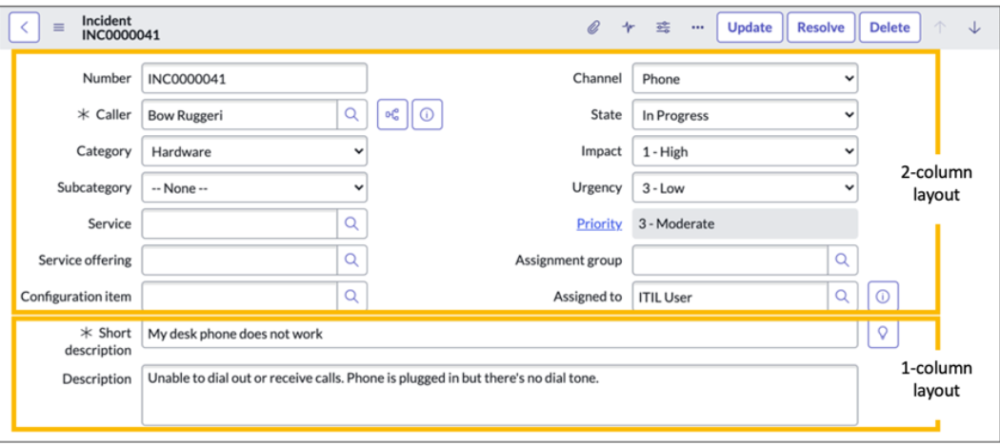 Incident
INC0000041
Update
Resolve
Delete
Number INC0000041
Channel Phone
✳ Caller Bow Ruggeri
State In Progress
Category Hardware
Impact 1 - High
Subcategory -- None --
Urgency 3 - Low
Service
Priority 3 - Moderate
Service offering
Assignment group
Configuration item
Assigned to ITIL User
2-column
layout
✳ Short
description
My desk phone does not work
Description
Unable to dial out or receive calls. Phone is plugged in but there's no dial tone.
1-column
layout